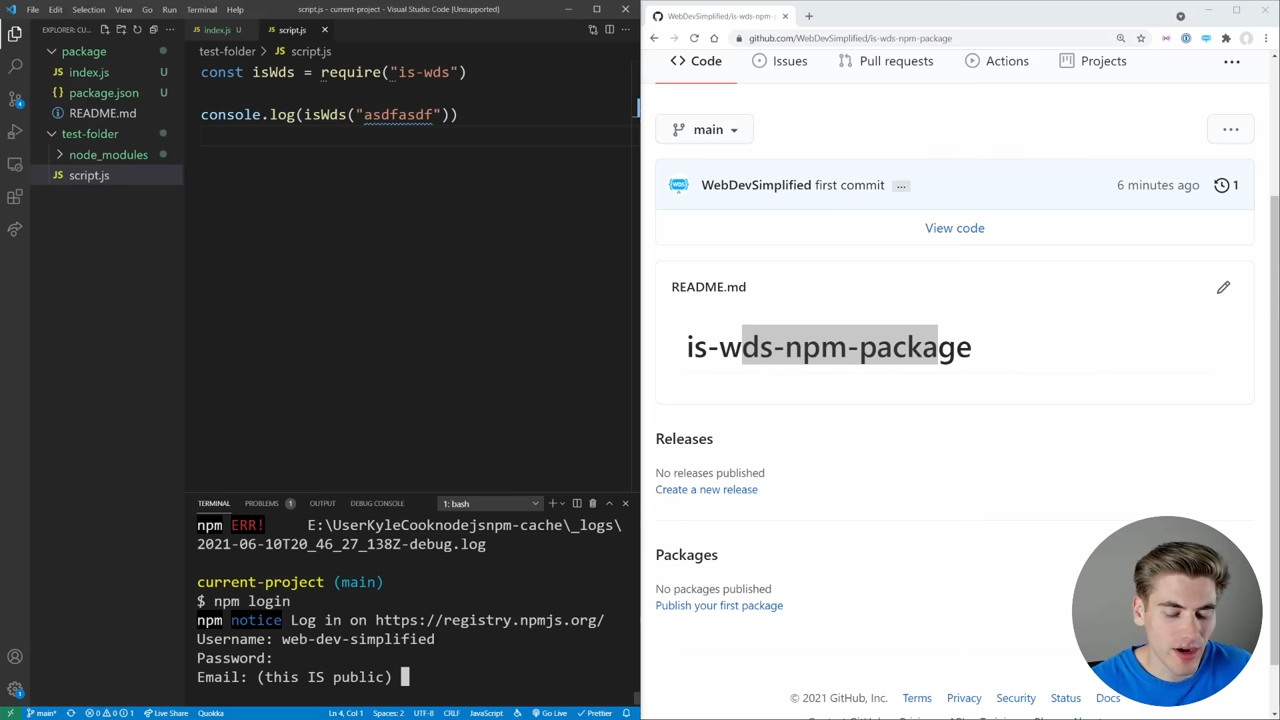 File Edit Selection View Go Run Terminal Help script.js - current-project - Visual Studio Code [Unsupported]
EXPLORER: CU...
package
index.js U
package.json U
README.md
test-folder
node_modules
script.js
index.js U script.js
test-folder > script.js
const isWds = require("is-wds")
console.log(isWds("asdfasdf"))
TERMINAL PROBLEMS 1 OUTPUT DEBUG CONSOLE 1: bash
npm ERR! E:\UserKyleCooknodejsnpm-cache\_logs\
2021-06-10T20_46_27_138Z-debug.log
current-project (main)
$ npm login
npm notice Log in on https://registry.npmjs.org/
Username: web-dev-simplified
Password:
Email: (this IS public)
main* 0 0 1 Live Share Quokka Ln 4, Col 1 Spaces: 2 UTF-8 CRLF JavaScript Go Live Prettier
WebDevSimplified/is-wds-npm-
github.com/WebDevSimplified/is-wds-npm-package
Code Issues Pull requests Actions Projects ...
main
...
WDS WebDevSimplified first commit ... 6 minutes ago 1
View code
README.md
is-wds-npm-package
Releases
No releases published
Create a new release
Packages
No packages published
Publish your first package
© 2021 GitHub, Inc. Terms Privacy Security Status Docs